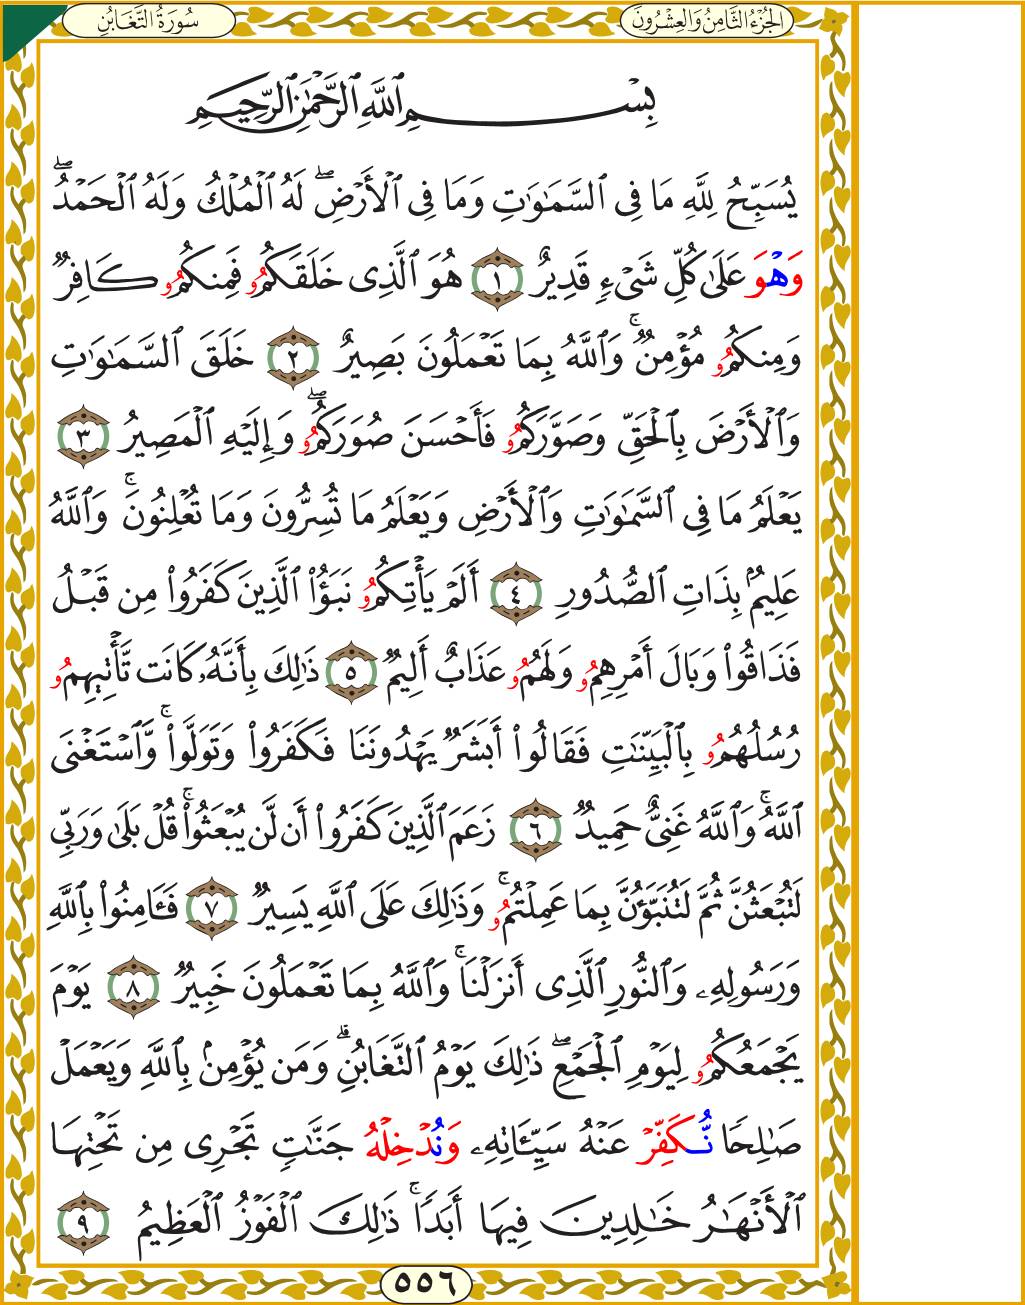 الجُزْءُ الثَّامِنُ وَالعِشْرُونَ
سُورَةُ التَّغَابُنِ
بِسْمِ ٱللَّهِ ٱلرَّحْمَٰنِ ٱلرَّحِيمِ
يُسَبِّحُ لِلَّهِ مَا فِى ٱلسَّمَٰوَٰتِ وَمَا فِى ٱلْأَرْضِۖ لَهُ ٱلْمُلْكُ وَلَهُ ٱلْحَمْدُۖ
وَهْوَ عَلَىٰ كُلِّ شَىْءٍ قَدِيرٌ ١ هُوَ ٱلَّذِى خَلَقَكُمُو فَمِنكُمُو كَافِرٌ
وَمِنكُمُو مُؤْمِنٌۚ وَٱللَّهُ بِمَا تَعْمَلُونَ بَصِيرٌ ٢ خَلَقَ ٱلسَّمَٰوَٰتِ
وَٱلْأَرْضَ بِٱلْحَقِّ وَصَوَّرَكُمُو فَأَحْسَنَ صُوَرَكُمُوۖ وَإِلَيْهِ ٱلْمَصِيرُ ٣
يَعْلَمُ مَا فِى ٱلسَّمَٰوَٰتِ وَٱلْأَرْضِ وَيَعْلَمُ مَا تُسِرُّونَ وَمَا تُعْلِنُونَۚ وَٱللَّهُ
عَلِيمٌۢ بِذَاتِ ٱلصُّدُورِ ٤ أَلَمْ يَأْتِكُمُو نَبَؤُا۟ ٱلَّذِينَ كَفَرُوا۟ مِن قَبْلُ
فَذَاقُوا۟ وَبَالَ أَمْرِهِمُو وَلَهُمُو عَذَابٌ أَلِيمٌ ٥ ذَٰلِكَ بِأَنَّهُۥ كَانَت تَّأْتِيهِمُو
رُسُلُهُمُو بِٱلْبَيِّنَٰتِ فَقَالُوٓا۟ أَبَشَرٌ يَهْدُونَنَا فَكَفَرُوا۟ وَتَوَلَّوا۟ۚ وَّٱسْتَغْنَى
ٱللَّهُۚ وَٱللَّهُ غَنِىٌّ حَمِيدٌ ٦ زَعَمَ ٱلَّذِينَ كَفَرُوٓا۟ أَن لَّن يُبْعَثُوا۟ۚ قُلْ بَلَىٰ وَرَبِّى
لَتُبْعَثُنَّ ثُمَّ لَتُنَبَّؤُنَّ بِمَا عَمِلْتُمُوۚ وَذَٰلِكَ عَلَى ٱللَّهِ يَسِيرٌ ٧ فَـَٔامِنُوا۟ بِٱللَّهِ
وَرَسُولِهِۦ وَٱلنُّورِ ٱلَّذِىٓ أَنزَلْنَاۚ وَٱللَّهُ بِمَا تَعْمَلُونَ خَبِيرٌ ٨ يَوْمَ
يَجْمَعُكُمُو لِيَوْمِ ٱلْجَمْعِۖ ذَٰلِكَ يَوْمُ ٱلتَّغَابُنِۗ وَمَن يُؤْمِنۢ بِٱللَّهِ وَيَعْمَلْ
صَٰلِحًا نُّكَفِّرْ عَنْهُ سَيِّـَٔاتِهِۦ وَنُدْخِلْهُ جَنَّٰتٍ تَجْرِى مِن تَحْتِهَا
ٱلْأَنْهَٰرُ خَٰلِدِينَ فِيهَآ أَبَدًاۚ ذَٰلِكَ ٱلْفَوْزُ ٱلْعَظِيمُ ٩
٥٥٦